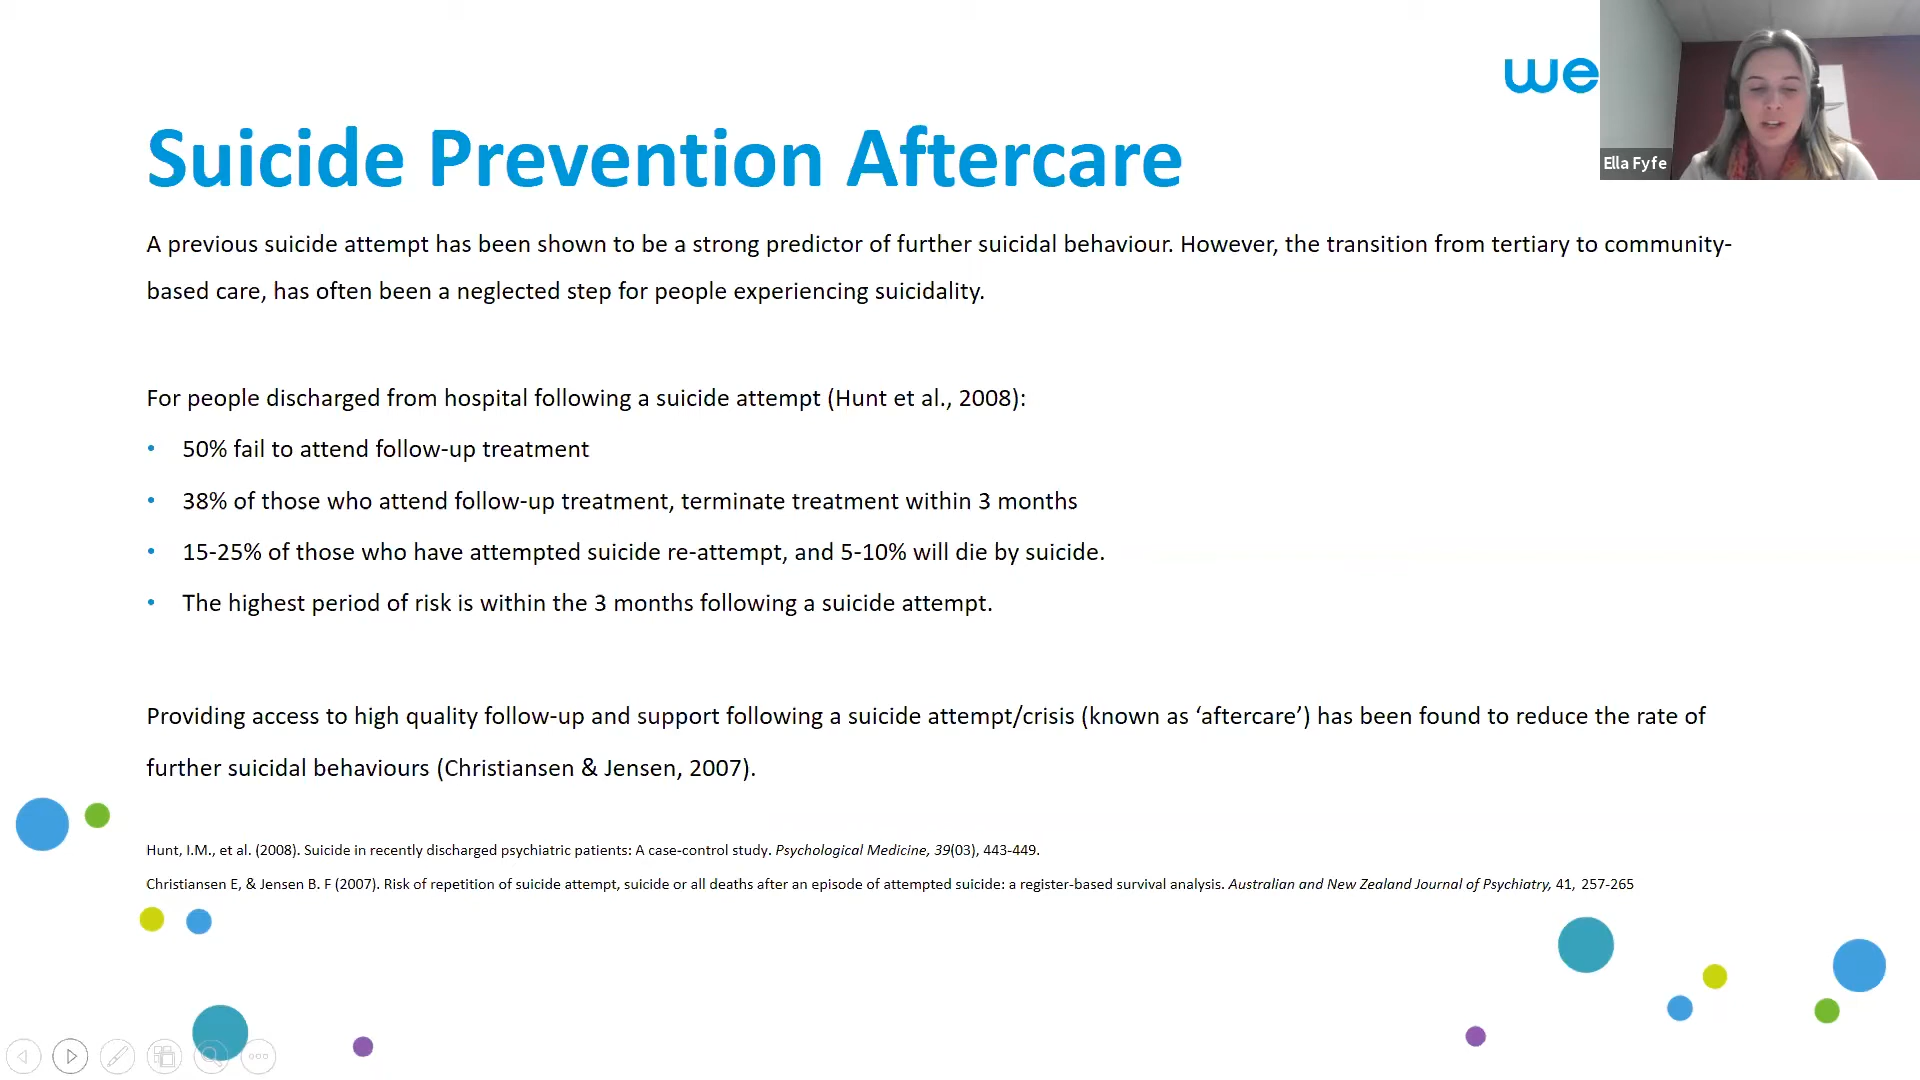 we
Ella Fyfe
Suicide Prevention Aftercare
A previous suicide attempt has been shown to be a strong predictor of further suicidal behaviour. However, the transition from tertiary to community-
based care, has often been a neglected step for people experiencing suicidality.
For people discharged from hospital following a suicide attempt (Hunt et al., 2008):
• 50% fail to attend follow-up treatment
• 38% of those who attend follow-up treatment, terminate treatment within 3 months
• 15-25% of those who have attempted suicide re-attempt, and 5-10% will die by suicide.
• The highest period of risk is within the 3 months following a suicide attempt.
Providing access to high quality follow-up and support following a suicide attempt/crisis (known as ‘aftercare’) has been found to reduce the rate of
further suicidal behaviours (Christiansen & Jensen, 2007).
Hunt, I.M., et al. (2008). Suicide in recently discharged psychiatric patients: A case-control study. Psychological Medicine, 39(03), 443-449.
Christiansen E, & Jensen B. F (2007). Risk of repetition of suicide attempt, suicide or all deaths after an episode of attempted suicide: a register-based survival analysis. Australian and New Zealand Journal of Psychiatry, 41, 257-265